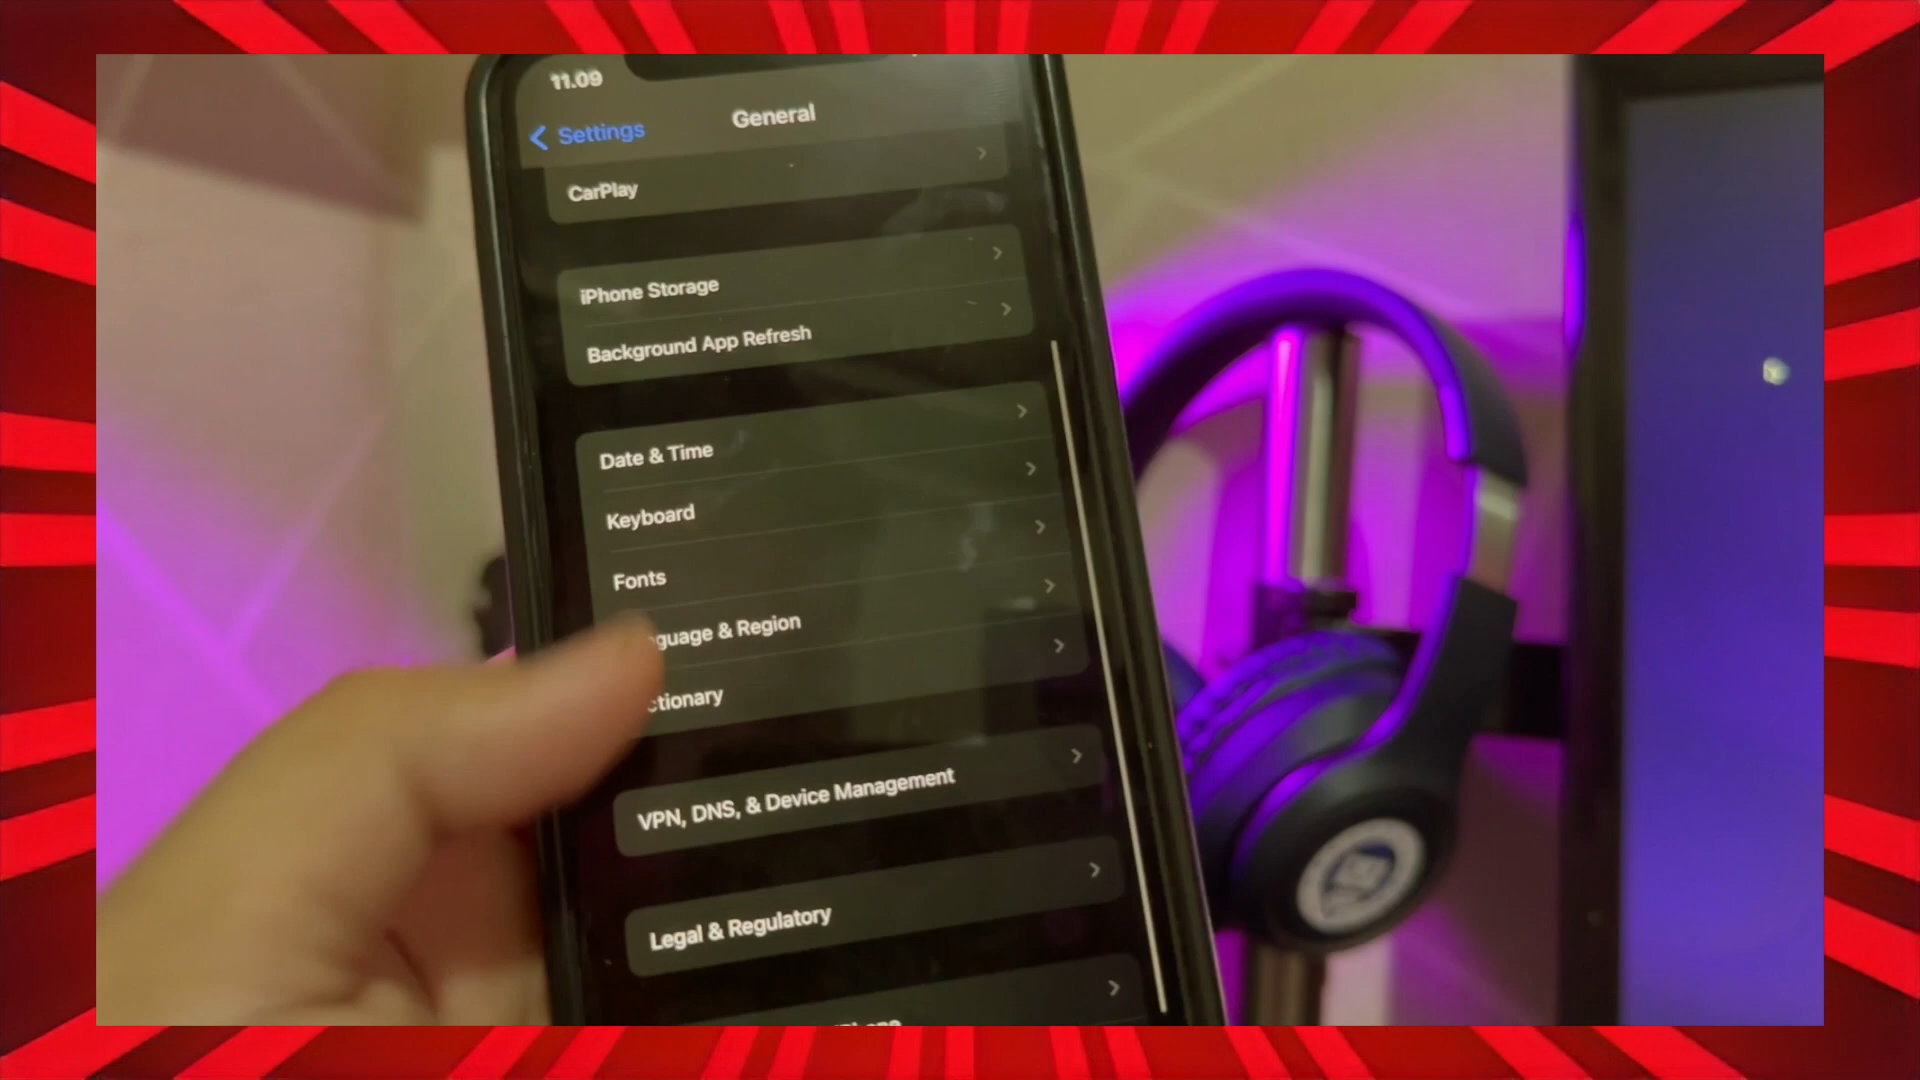 11.09
Settings
General
CarPlay
iPhone Storage
Background App Refresh
Date & Time
Keyboard
Fonts
guage & Region
ctionary
VPN, DNS, & Device Management
Legal & Regulatory